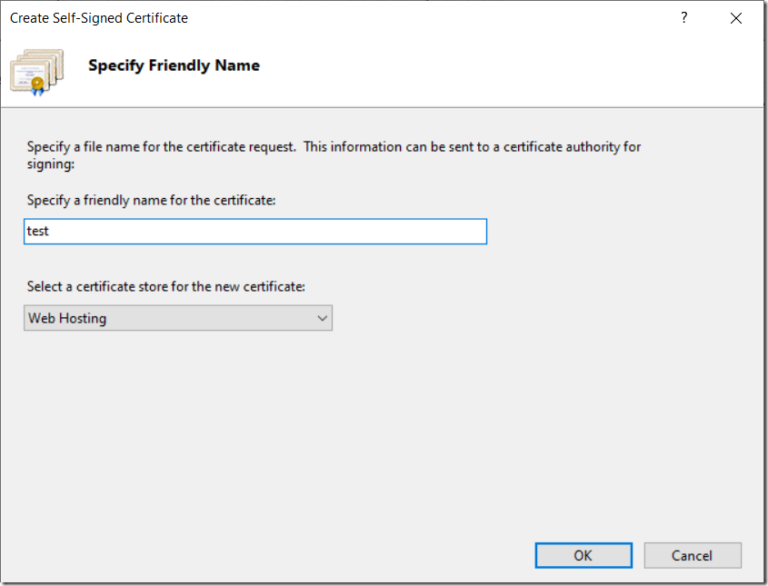 Create Self-Signed Certificate
?
Specify Friendly Name
Specify a file name for the certificate request.  This information can be sent to a certificate authority for
signing:
Specify a friendly name for the certificate:
test
Select a certificate store for the new certificate:
Web Hosting
OK
Cancel